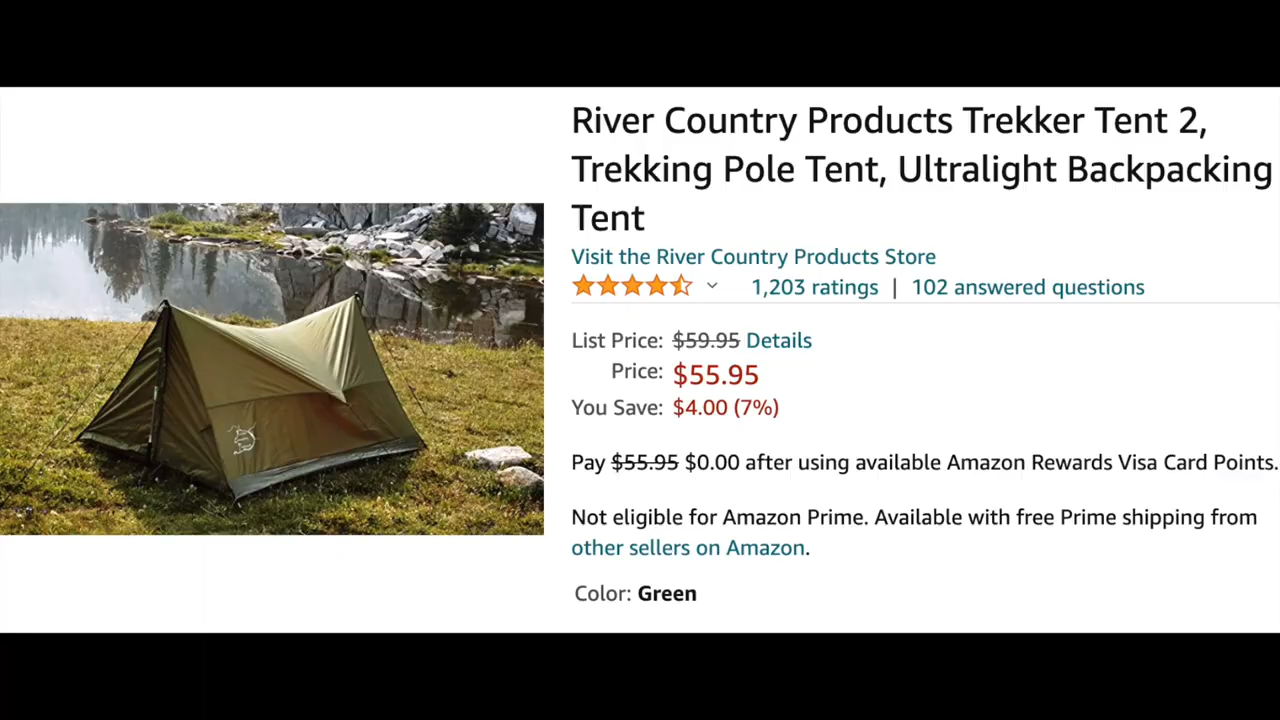 River Country Products Trekker Tent 2,
Trekking Pole Tent, Ultralight Backpacking
Tent
Visit the River Country Products Store
1,203 ratings | 102 answered questions
List Price: $59.95 Details
Price: $55.95
You Save: $4.00 (7%)
Pay $55.95 $0.00 after using available Amazon Rewards Visa Card Points.
Not eligible for Amazon Prime. Available with free Prime shipping from
other sellers on Amazon.
Color: Green